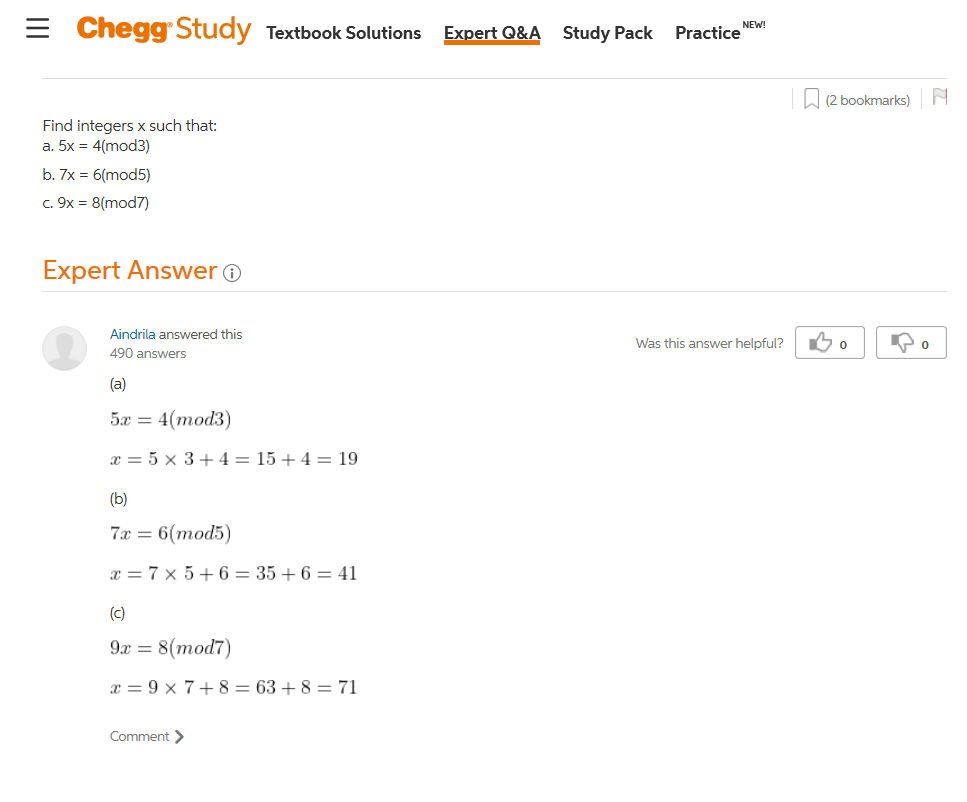 Chegg Study Textbook Solutions Expert Q&A Study Pack Practice NEW!
(2 bookmarks)
Find integers x such that:
a. 5x = 4(mod3)
b. 7x = 6(mod5)
c. 9x = 8(mod7)
Expert Answer
Aindrila answered this
490 answers
Was this answer helpful? 0 0
(a)
5x = 4(mod3)
x = 5 × 3 + 4 = 15 + 4 = 19
(b)
7x = 6(mod5)
x = 7 × 5 + 6 = 35 + 6 = 41
(c)
9x = 8(mod7)
x = 9 × 7 + 8 = 63 + 8 = 71
Comment